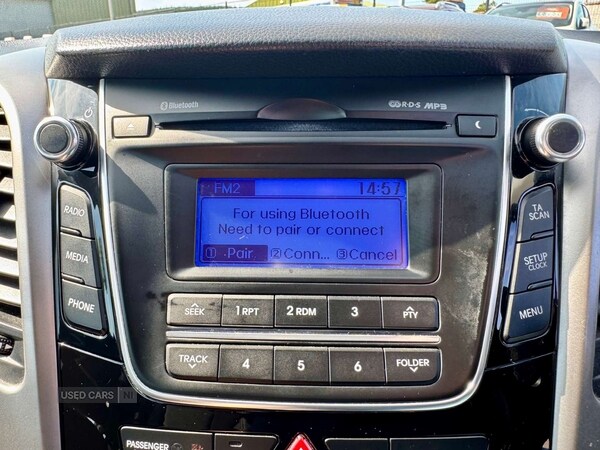 Bluetooth
R·D·S MP3
FM2 14:57
For using Bluetooth
Need to pair or connect
① Pair ② Conn... ③ Cancel
RADIO
MEDIA
PHONE
TA
SCAN
SETUP
CLOCK
MENU
SEEK 1 RPT 2 RDM 3 PTY
TRACK 4 5 6 FOLDER
USED CARS NI
PASSENGER